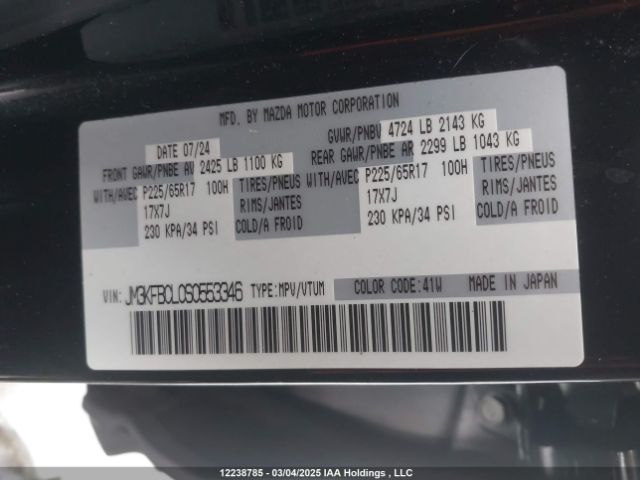 MFD. BY MAZDA MOTOR CORPORATION
DATE 07/24 GVWR/PNBV 4724 LB 2143 KG
FRONT GAWR/PNBE AV 2425 LB 1100 KG REAR GAWR/PNBE AR 2299 LB 1043 KG
WITH/AVEC P225/65R17 100H TIRES/PNEUS WITH/AVEC P225/65R17 100H TIRES/PNEUS
17X7J RIMS/JANTES 17X7J RIMS/JANTES
230 KPA/34 PSI COLD/A FROID 230 KPA/34 PSI COLD/A FROID
VIN: JM3KFBCL0S0553346 TYPE:MPV/VTUM COLOR CODE:41W MADE IN JAPAN
12238785 - 03/04/2025 IAA Holdings , LLC